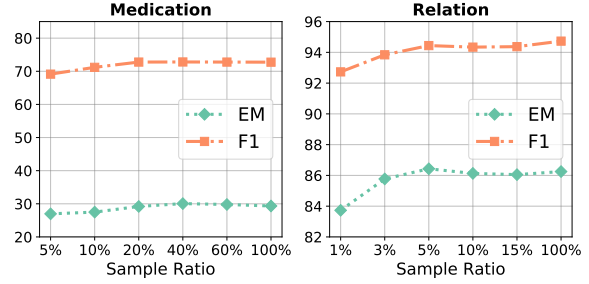 Medication
80
70
60
50
40
30
20
EM
F1
5% 10% 20% 40% 60% 100%
Sample Ratio
Relation
96
94
92
90
88
86
84
82
EM
F1
1% 3% 5% 10% 15% 100%
Sample Ratio